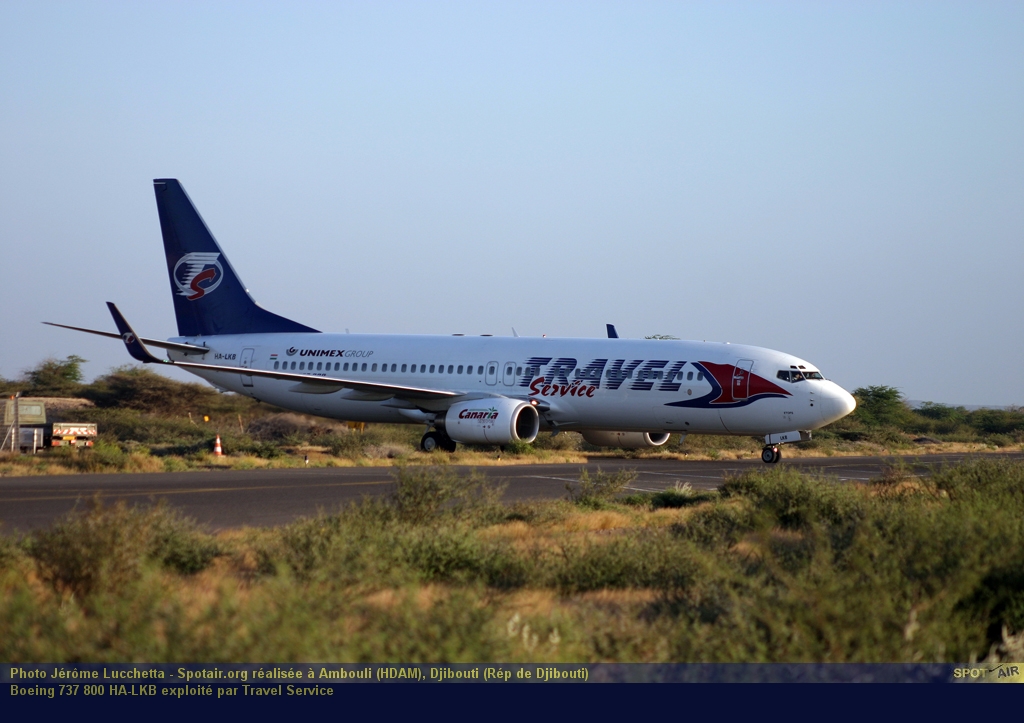 HA-LKB
UNIMEX GROUP
TRAVEL
Service
Canaria
LKB
Photo Jérôme Lucchetta - Spotair.org réalisée à Ambouli (HDAM), Djibouti (Rép de Djibouti)
Boeing 737 800 HA-LKB exploité par Travel Service
SPOT AIR